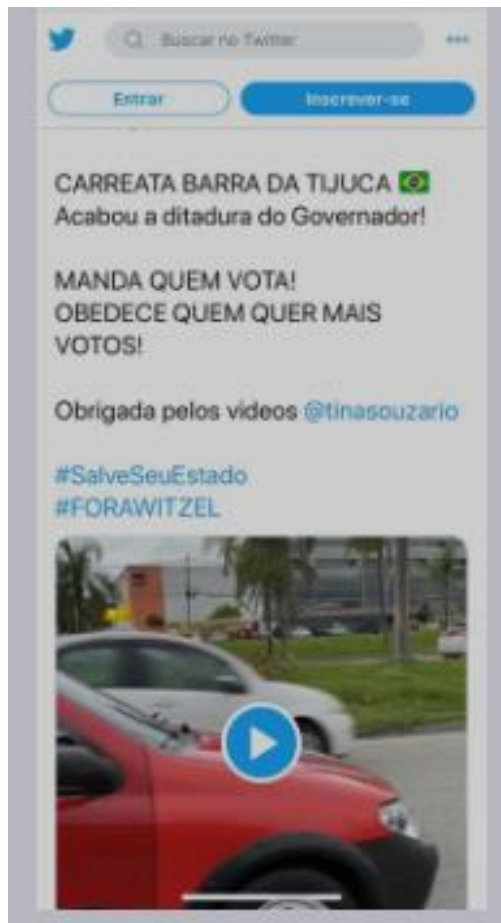 Buscar no Twitter
Entrar
Inscrever-se
CARREATA BARRA DA TIJUCA 🇧🇷
Acabou a ditadura do Governador!
MANDA QUEM VOTA!
OBEDECE QUEM QUER MAIS
VOTOS!
Obrigada pelos videos @tinasouzario
#SalveSeuEstado
#FORAWITZEL